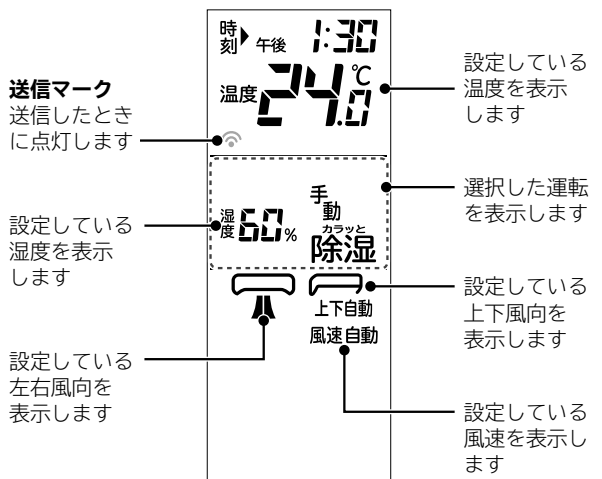 時刻 午後 1:30
温度 24.0℃
送信マーク
送信したとき
に点灯します
設定している
温度を表示
します
手動
選択した運転
を表示します
湿度 60%
カラッと
除湿
設定している
湿度を表示
します
上下自動
設定している
上下風向を
表示します
風速自動
設定している
左右風向を
表示します
設定している
風速を表示し
ます